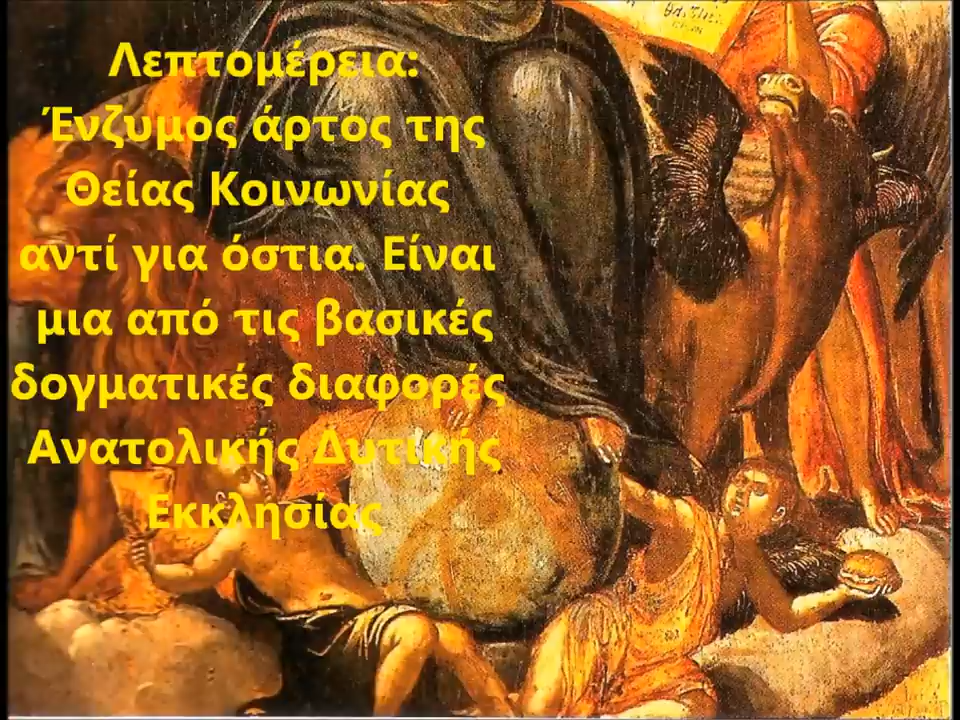 Λεπτομέρεια:
Ένζυμος άρτος της
Θείας Κοινωνίας
αντί για όστια. Είναι
μια από τις βασικές
δογματικές διαφορές
Ανατολικής Δυτικής
Εκκλησίας